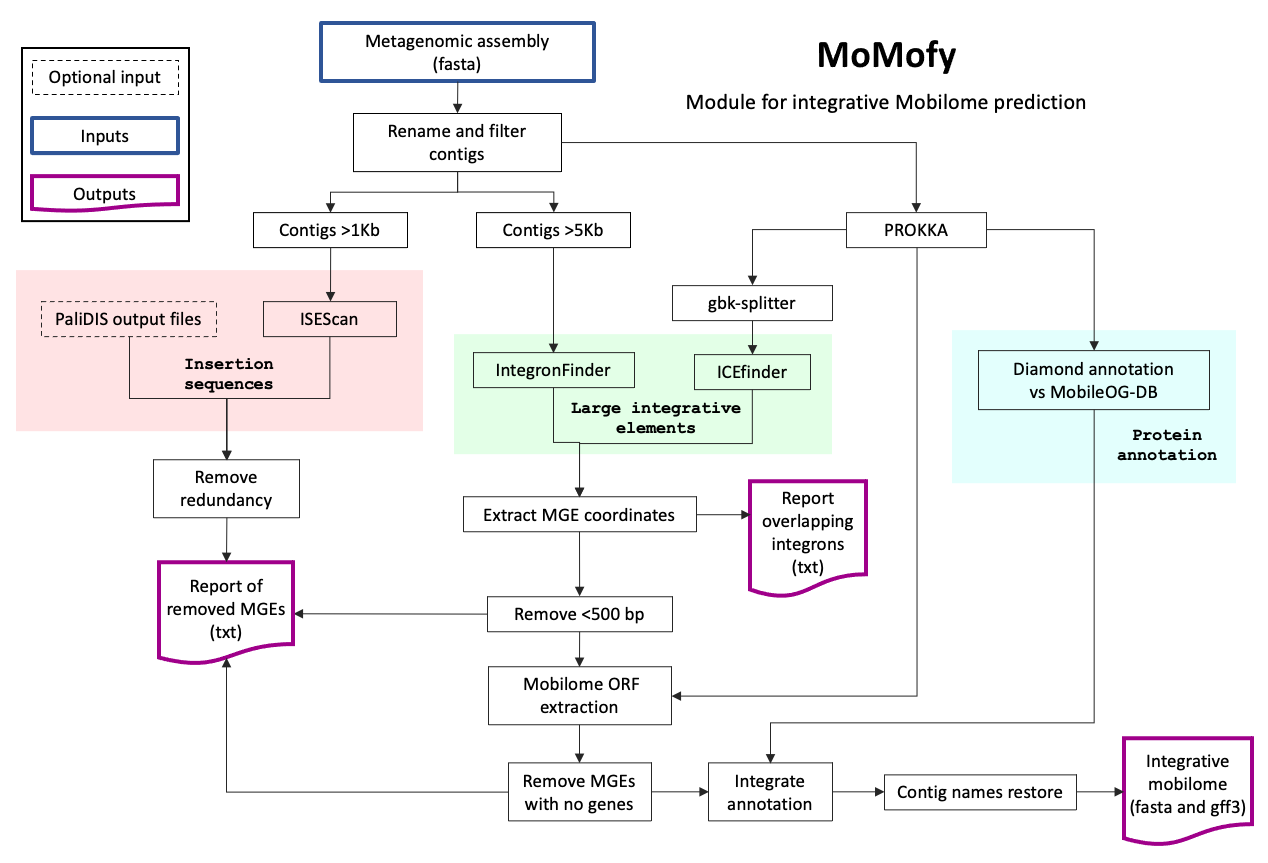 MoMofy
Module for integrative Mobilome prediction
Optional input
Inputs
Outputs
Metagenomic assembly
(fasta)
Rename and filter
contigs
Contigs >1Kb
Contigs >5Kb
PROKKA
PaliDIS output files
ISEScan
Insertion
sequences
gbk-splitter
IntegronFinder
ICEfinder
Large integrative
elements
Diamond annotation
vs MobileOG-DB
Protein
annotation
Remove
redundancy
Extract MGE coordinates
Report
overlapping
integrons
(txt)
Report of
removed MGEs
(txt)
Remove <500 bp
Mobilome ORF
extraction
Remove MGEs
with no genes
Integrate
annotation
Contig names restore
Integrative
mobilome
(fasta and gff3)